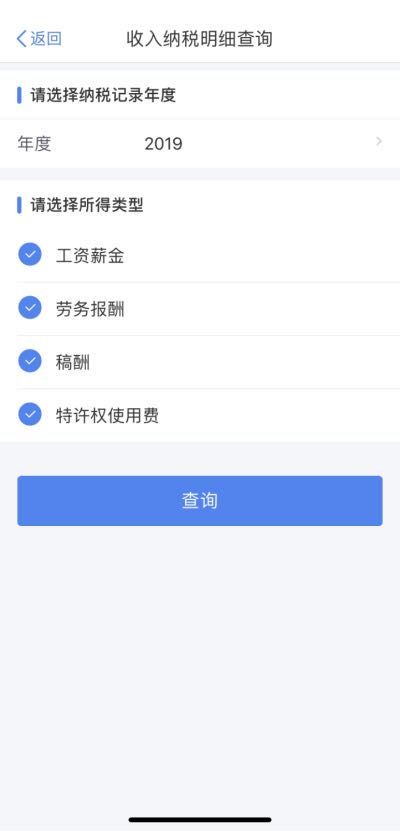 返回
收入纳税明细查询
请选择纳税记录年度
年度 2019
请选择所得类型
工资薪金
劳务报酬
稿酬
特许权使用费
查询